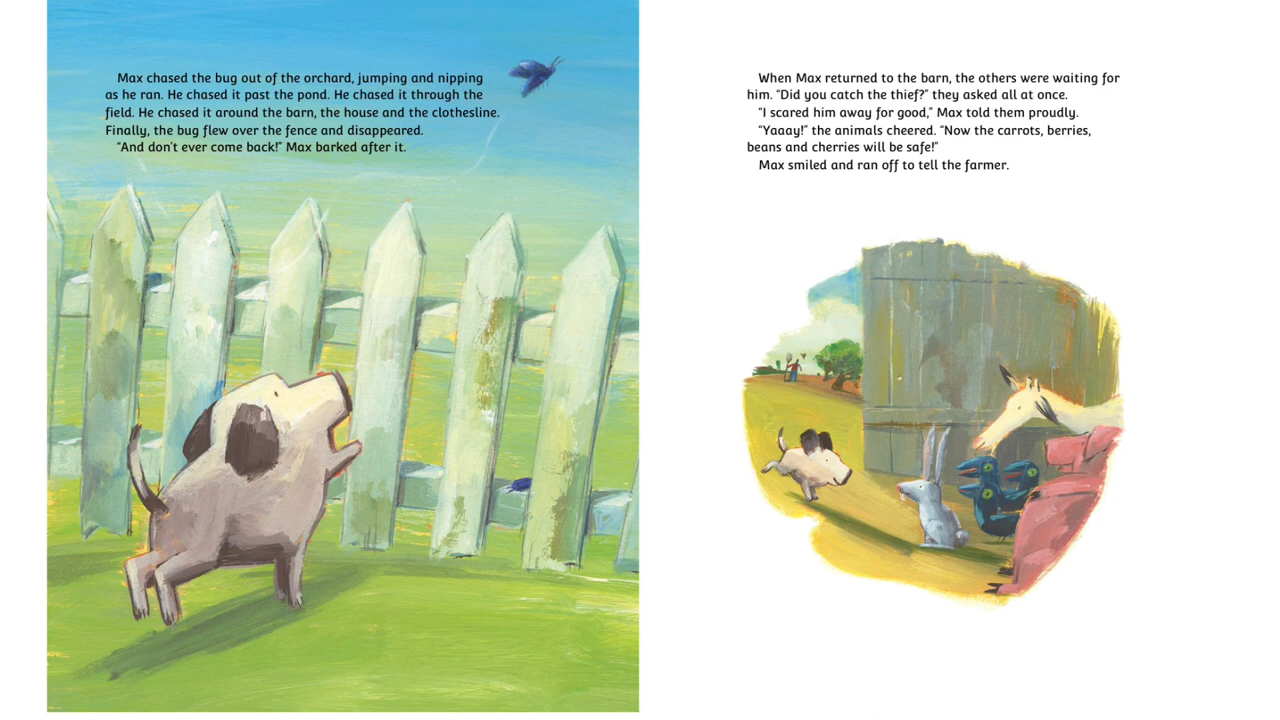 Max chased the bug out of the orchard, jumping and nipping
as he ran. He chased it past the pond. He chased it through the
field. He chased it around the barn, the house and the clothesline.
Finally, the bug flew over the fence and disappeared.
“And don't ever come back!” Max barked after it.
When Max returned to the barn, the others were waiting for
him. “Did you catch the thief?” they asked all at once.
“I scared him away for good,” Max told them proudly.
“Yaaay!” the animals cheered. “Now the carrots, berries,
beans and cherries will be safe!”
Max smiled and ran off to tell the farmer.